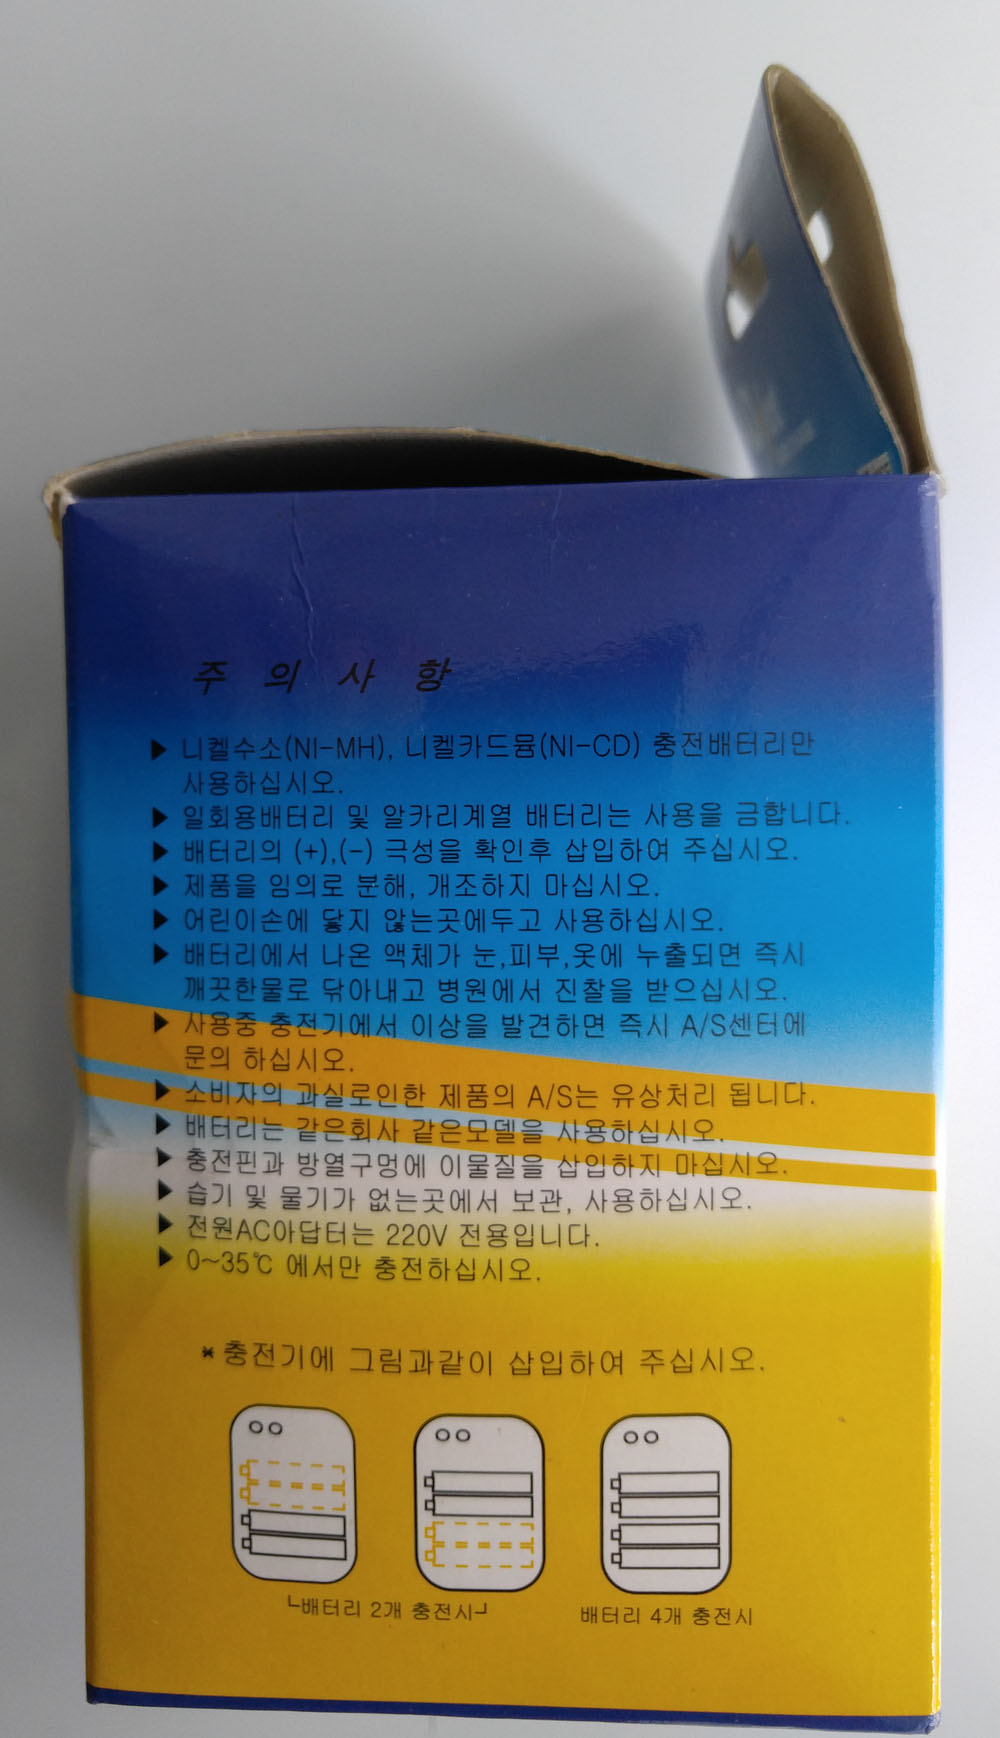 주 의 사 항
▶ 니켈수소(NI-MH), 니켈카드뮴(NI-CD) 충전배터리만
사용하십시오.
▶ 일회용배터리 및 알카리계열 배터리는 사용을 금합니다.
▶ 배터리의 (+),(-) 극성을 확인후 삽입하여 주십시오.
▶ 제품을 임의로 분해, 개조하지 마십시오.
▶ 어린이손에 닿지 않는곳에두고 사용하십시오.
▶ 배터리에서 나온 액체가 눈,피부,옷에 누출되면 즉시
깨끗한물로 닦아내고 병원에서 진찰을 받으십시오.
▶ 사용중 충전기에서 이상을 발견하면 즉시 A/S센터에
문의 하십시오.
▶ 소비자의 과실로인한 제품의 A/S는 유상처리 됩니다.
▶ 배터리는 같은회사 같은모델을 사용하십시오.
▶ 충전핀과 방열구멍에 이물질을 삽입하지 마십시오.
▶ 습기 및 물기가 없는곳에서 보관, 사용하십시오.
▶ 전원AC아답터는 220V 전용입니다.
▶ 0~35℃ 에서만 충전하십시오.
* 충전기에 그림과같이 삽입하여 주십시오.
배터리 2개 충전시
배터리 4개 충전시